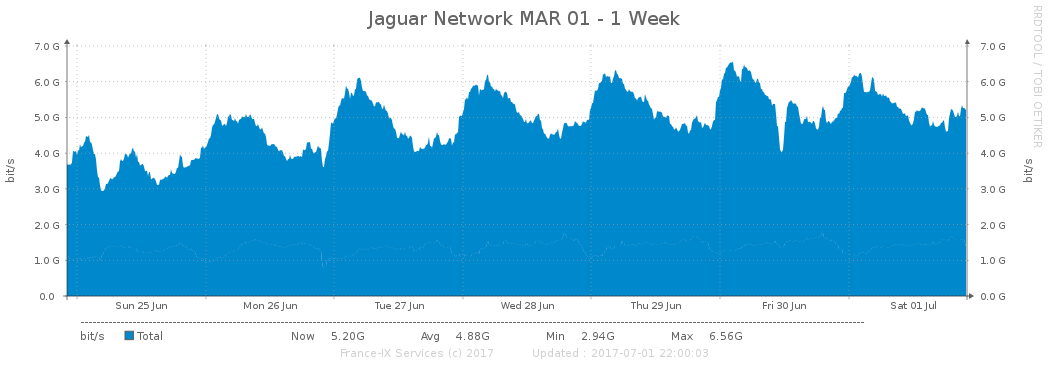 Jaguar Network MAR 01 - 1 Week
RRDTOOL / TOBI OETIKER
7.0 G 7.0 G
6.0 G 6.0 G
5.0 G 5.0 G
4.0 G 4.0 G
3.0 G 3.0 G
2.0 G 2.0 G
1.0 G 1.0 G
0.0 0.0 G
bit/s bit/s
Sun 25 Jun Mon 26 Jun Tue 27 Jun Wed 28 Jun Thu 29 Jun Fri 30 Jun Sat 01 Jul
bit/s Total Now 5.20G Avg 4.88G Min 2.94G Max 6.56G
France-IX Services (c) 2017 Updated : 2017-07-01 22:00:03